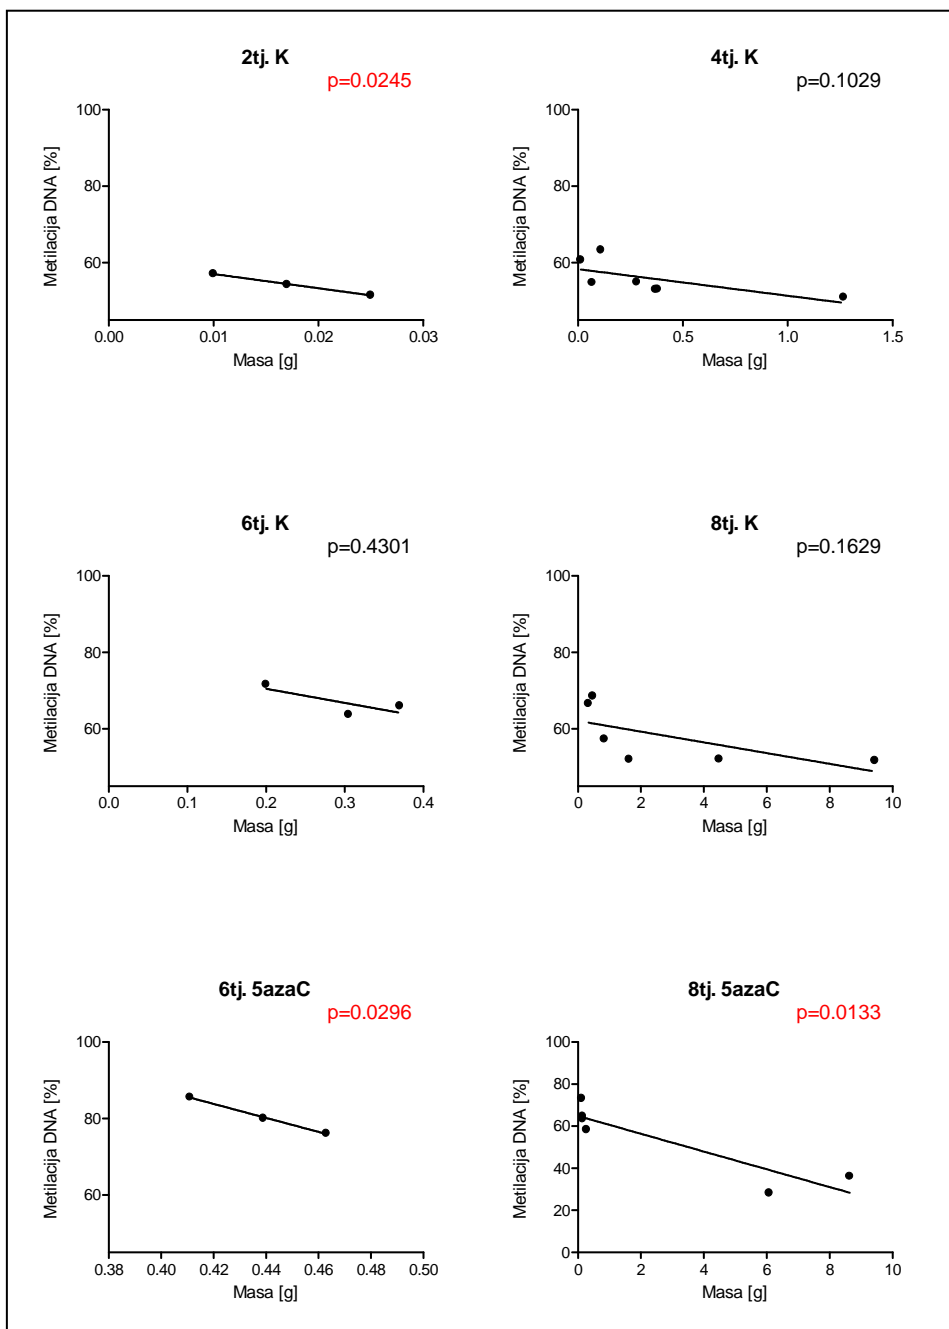 2tj. K
p=0.0245
Metilacija DNA [%]
100
80
60
0.00 0.01 0.02 0.03
Masa [g]
4tj. K
p=0.1029
Metilacija DNA [%]
100
80
60
0.0 0.5 1.0 1.5
Masa [g]
6tj. K
p=0.4301
Metilacija DNA [%]
100
80
60
0.0 0.1 0.2 0.3 0.4
Masa [g]
8tj. K
p=0.1629
Metilacija DNA [%]
100
80
60
0 2 4 6 8 10
Masa [g]
6tj. 5azaC
p=0.0296
Metilacija DNA [%]
100
80
60
0.38 0.40 0.42 0.44 0.46 0.48 0.50
Masa [g]
8tj. 5azaC
p=0.0133
Metilacija DNA [%]
100
80
60
40
20
0
0 2 4 6 8 10
Masa [g]